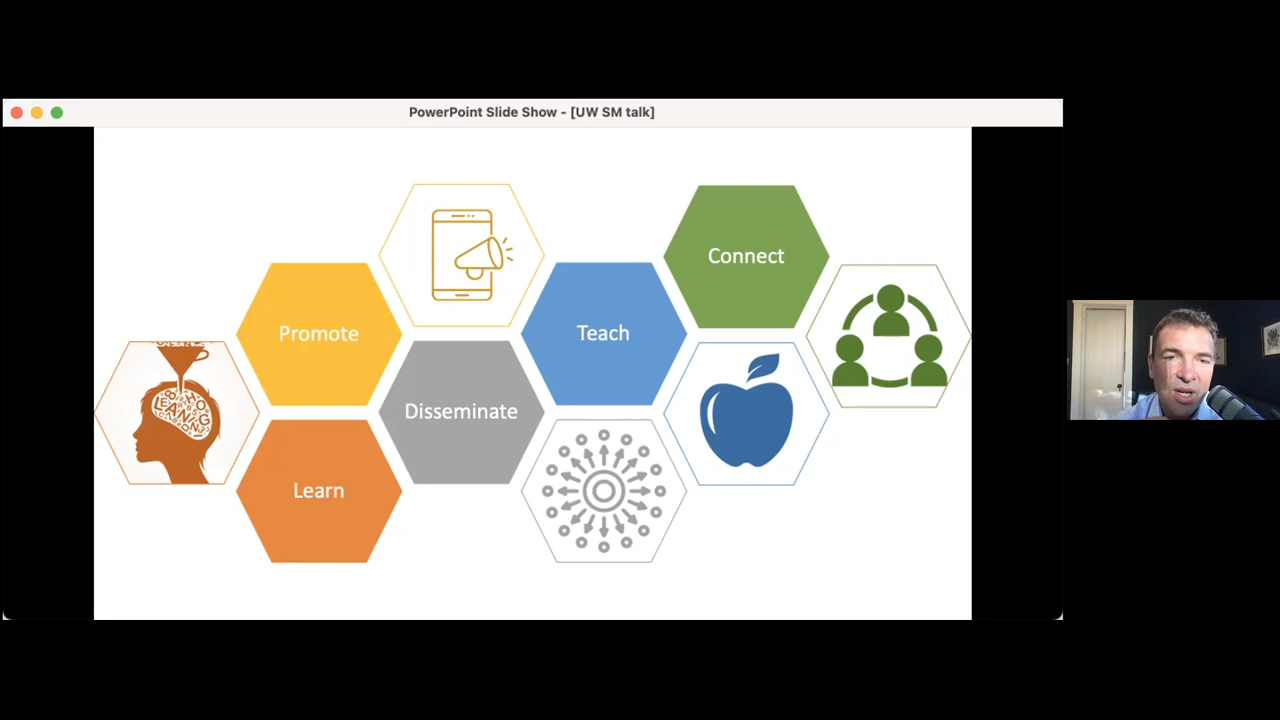 PowerPoint Slide Show - [UW SM talk]
Connect
Promote
Teach
Disseminate
Learn